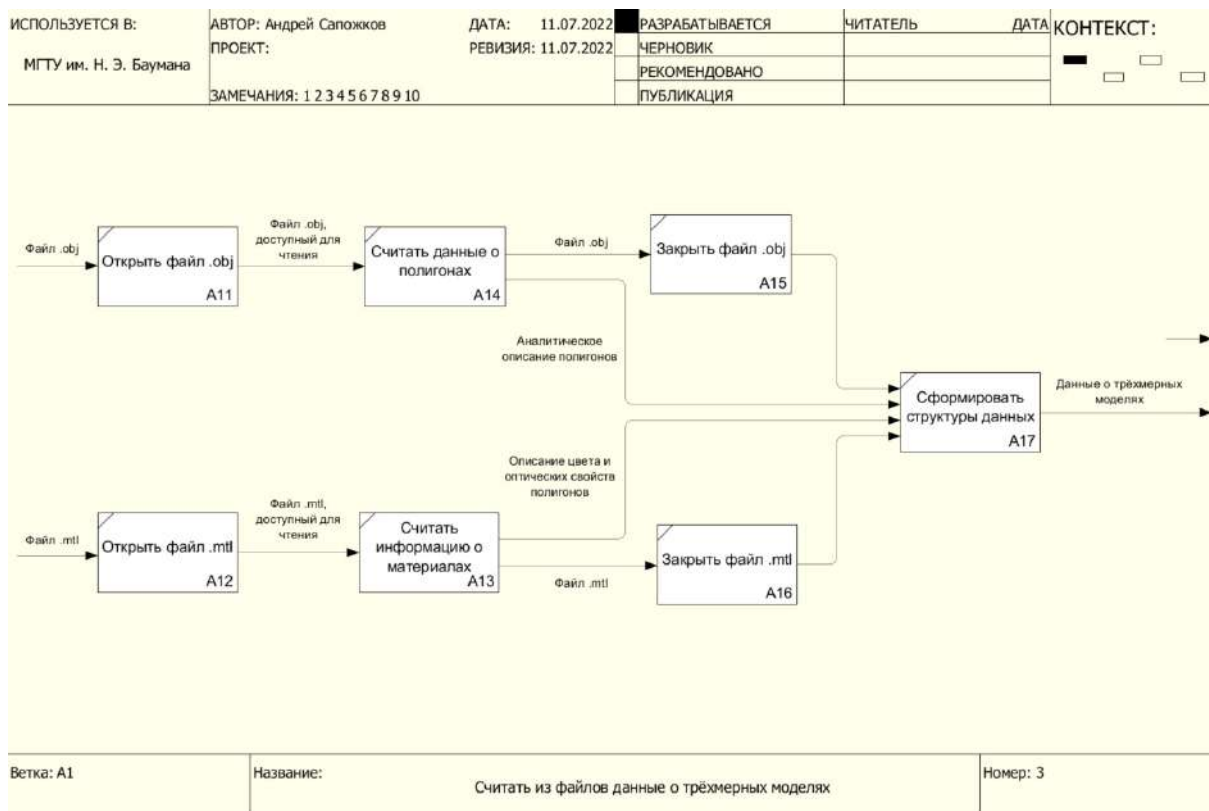 ИСПОЛЬЗУЕТСЯ В:
МГТУ им. Н. Э. Баумана
АВТОР: Андрей Сапожков
ДАТА: 11.07.2022
ПРОЕКТ:
РЕВИЗИЯ: 11.07.2022
ЗАМЕЧАНИЯ: 1 2 3 4 5 6 7 8 9 10
РАЗРАБАТЫВАЕТСЯ
ЧЕРНОВИК
РЕКОМЕНДОВАНО
ПУБЛИКАЦИЯ
ЧИТАТЕЛЬ
ДАТА
КОНТЕКСТ:
Файл .obj
Открыть файл .obj
A11
Файл .obj,
доступный для
чтения
Считать данные о
полигонах
A14
Файл .obj
Закрыть файл .obj
A15
Аналитическое
описание полигонов
Сформировать
структуры данных
A17
Данные о трёхмерных
моделях
Описание цвета и
оптических свойств
полигонов
Файл .mtl
Открыть файл .mtl
A12
Файл .mtl,
доступный для
чтения
Считать
информацию о
материалах
A13
Файл .mtl
Закрыть файл .mtl
A16
Ветка: A1
Название:
Считать из файлов данные о трёхмерных моделях
Номер: 3